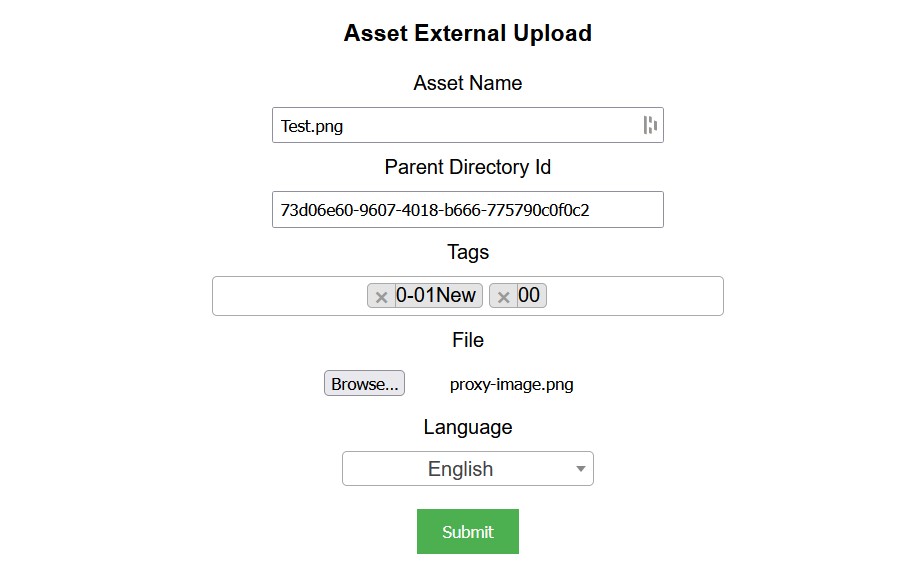 Asset External Upload
Asset Name
Test.png
Parent Directory Id
73d06e60-9607-4018-b666-775790c0f0c2
Tags
× 0-01New × 00
File
Browse... proxy-image.png
Language
English
Submit